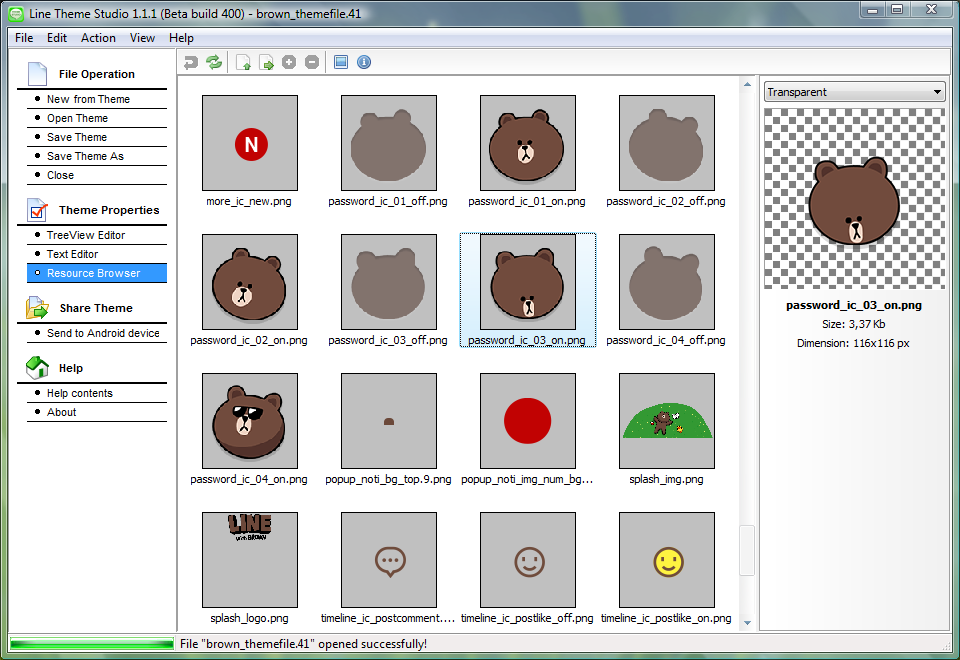 Line Theme Studio 1.1.1 (Beta build 400) - brown_themefile.41
File Edit Action View Help
File Operation
New from Theme
Open Theme
Save Theme
Save Theme As
Close
Theme Properties
TreeView Editor
Text Editor
Resource Browser
Share Theme
Send to Android device
Help
Help contents
About
N
more_ic_new.png password_ic_01_off.png password_ic_01_on.png password_ic_02_off.png
password_ic_02_on.png password_ic_03_off.png password_ic_03_on.png password_ic_04_off.png
password_ic_04_on.png popup_noti_bg_top.9.png popup_noti_img_num_bg... splash_img.png
LINE
with BROWN
splash_logo.png timeline_ic_postcomment.... timeline_ic_postlike_off.png timeline_ic_postlike_on.png
Transparent
password_ic_03_on.png
Size: 3,37 Kb
Dimension: 116x116 px
File "brown_themefile.41" opened successfully!